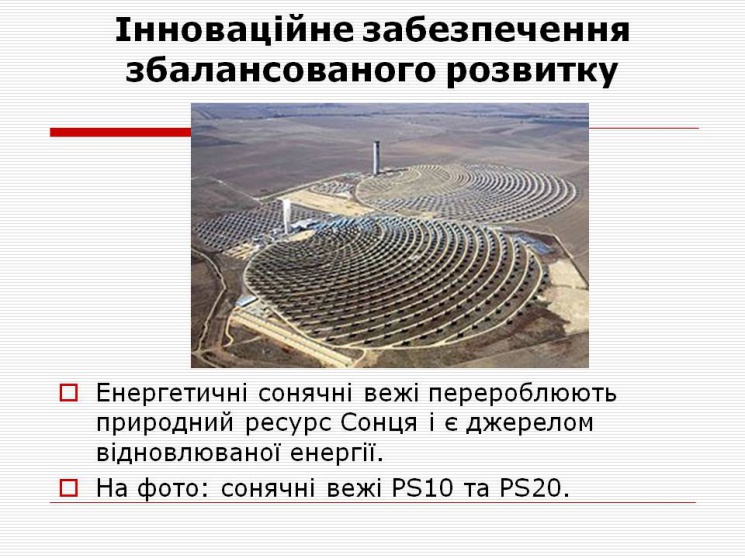 Інноваційне забезпечення
збалансованого розвитку
Енергетичні сонячні вежі перероблюють
природний ресурс Сонця і є джерелом
відновлюваної енергії.
На фото: сонячні вежі PS10 та PS20.